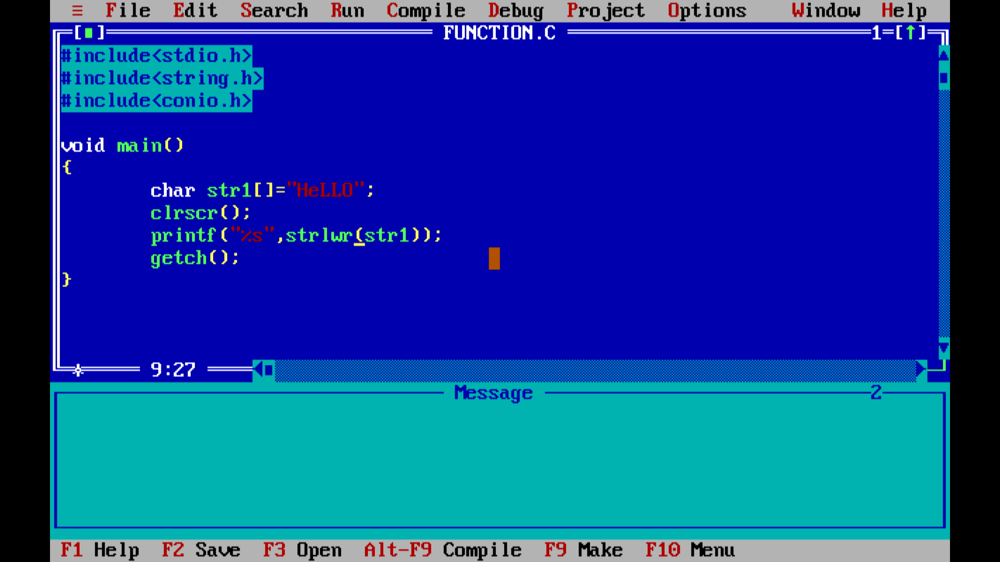 ≡ File Edit Search Run Compile Debug Project Options Window Help
[■] FUNCTION.C 1=[↑]
#include<stdio.h>
#include<string.h>
#include<conio.h>
void main()
{
char str1[]="HeLLO";
clrscr();
printf("%s",strlwr(str1));
getch();
}
9:27
Message 2
F1 Help F2 Save F3 Open Alt-F9 Compile F9 Make F10 Menu